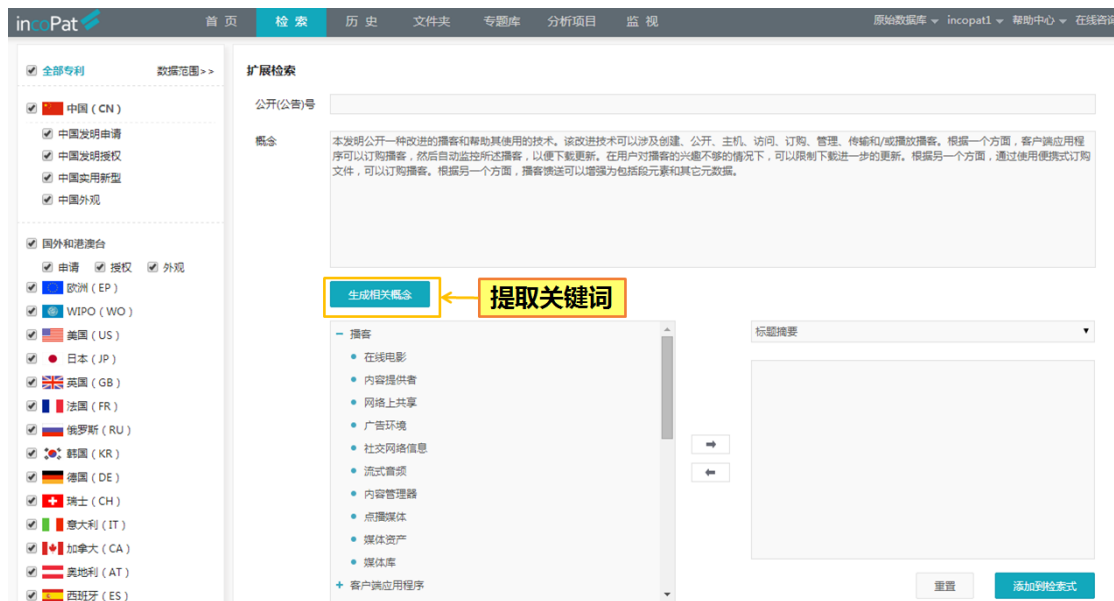 incoPat
首 页 检 索 历 史 文件夹 专题库 分析项目 监 视 原始数据库 incopat1 帮助中心 在线咨询
全部专利 数据范围>>
中国 ( CN )
中国发明申请
中国发明授权
中国实用新型
中国外观
国外和港澳台
申请 授权 外观
欧洲 ( EP )
WIPO ( WO )
美国 ( US )
日本 ( JP )
英国 ( GB )
法国 ( FR )
俄罗斯 ( RU )
韩国 ( KR )
德国 ( DE )
瑞士 ( CH )
意大利 ( IT )
加拿大 ( CA )
奥地利 ( AT )
西班牙 ( ES )
扩展检索
公开(公告)号
概念
本发明公开一种改进的播客和帮助其使用的技术。该改进技术可以涉及创建、公开、主机、访问、订购、管理、传输和/或播放播客。根据一个方面，客户端应用程
序可以订购播客，然后自动监控所述播客，以便下载更新。在用户对播客的兴趣不够的情况下，可以限制下载进一步的更新。根据另一个方面，通过使用便携式订购
文件，可以订购播客。根据另一个方面，播客馈送可以增强为包括段元素和其它元数据。
生成相关概念
提取关键词
播客
在线电影
内容提供者
网络上共享
广告环境
社交网络信息
流式音频
内容管理器
点播媒体
媒体资产
媒体库
客户端应用程序
标题摘要
重置
添加到检索式